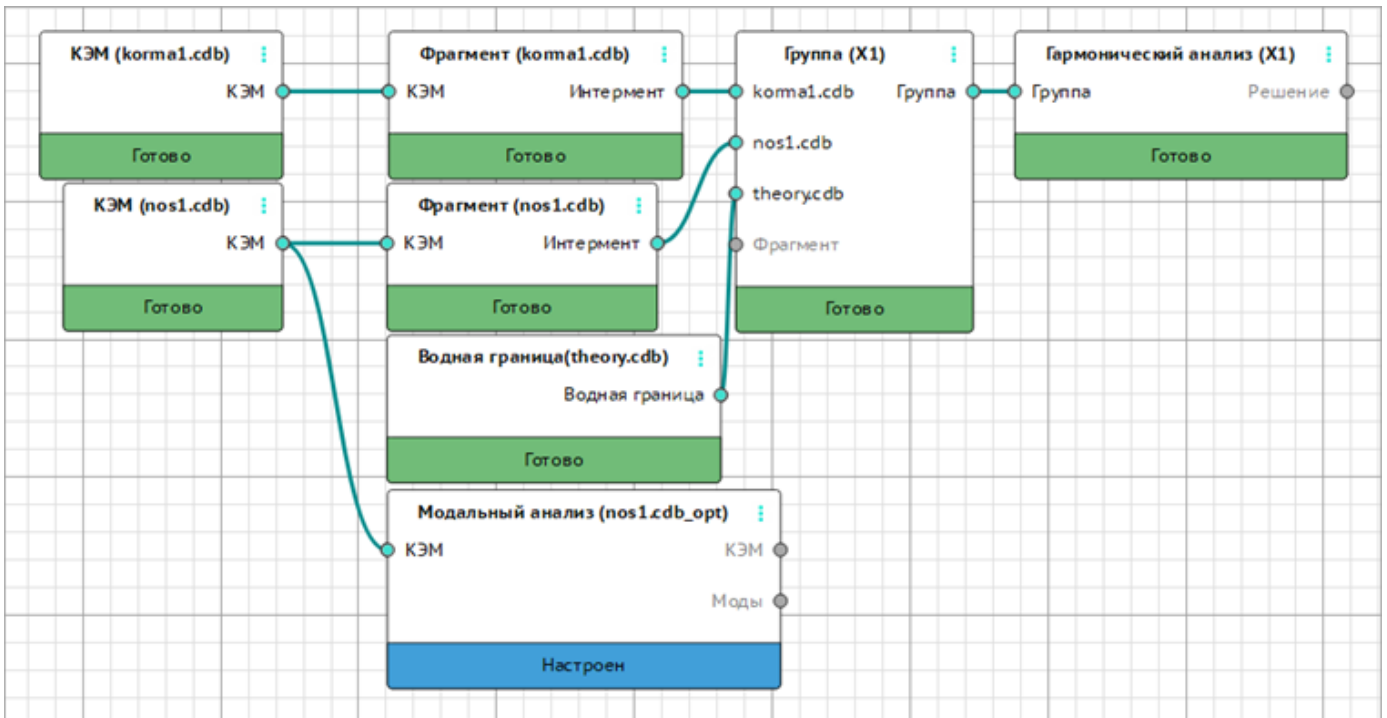 КЭМ (korma1.cdb)
КЭМ
Готово
Фрагмент (korma1.cdb)
КЭМ Интермент
Готово
Группа (X1)
korma1.cdb Группа
nos1.cdb
theory.cdb
Фрагмент
Готово
Гармонический анализ (X1)
Группа Решение
Готово
КЭМ (nos1.cdb)
КЭМ
Готово
Фрагмент (nos1.cdb)
КЭМ Интермент
Готово
Водная граница(theory.cdb)
Водная граница
Готово
Модальный анализ (nos1.cdb_opt)
КЭМ КЭМ
Моды
Настроен